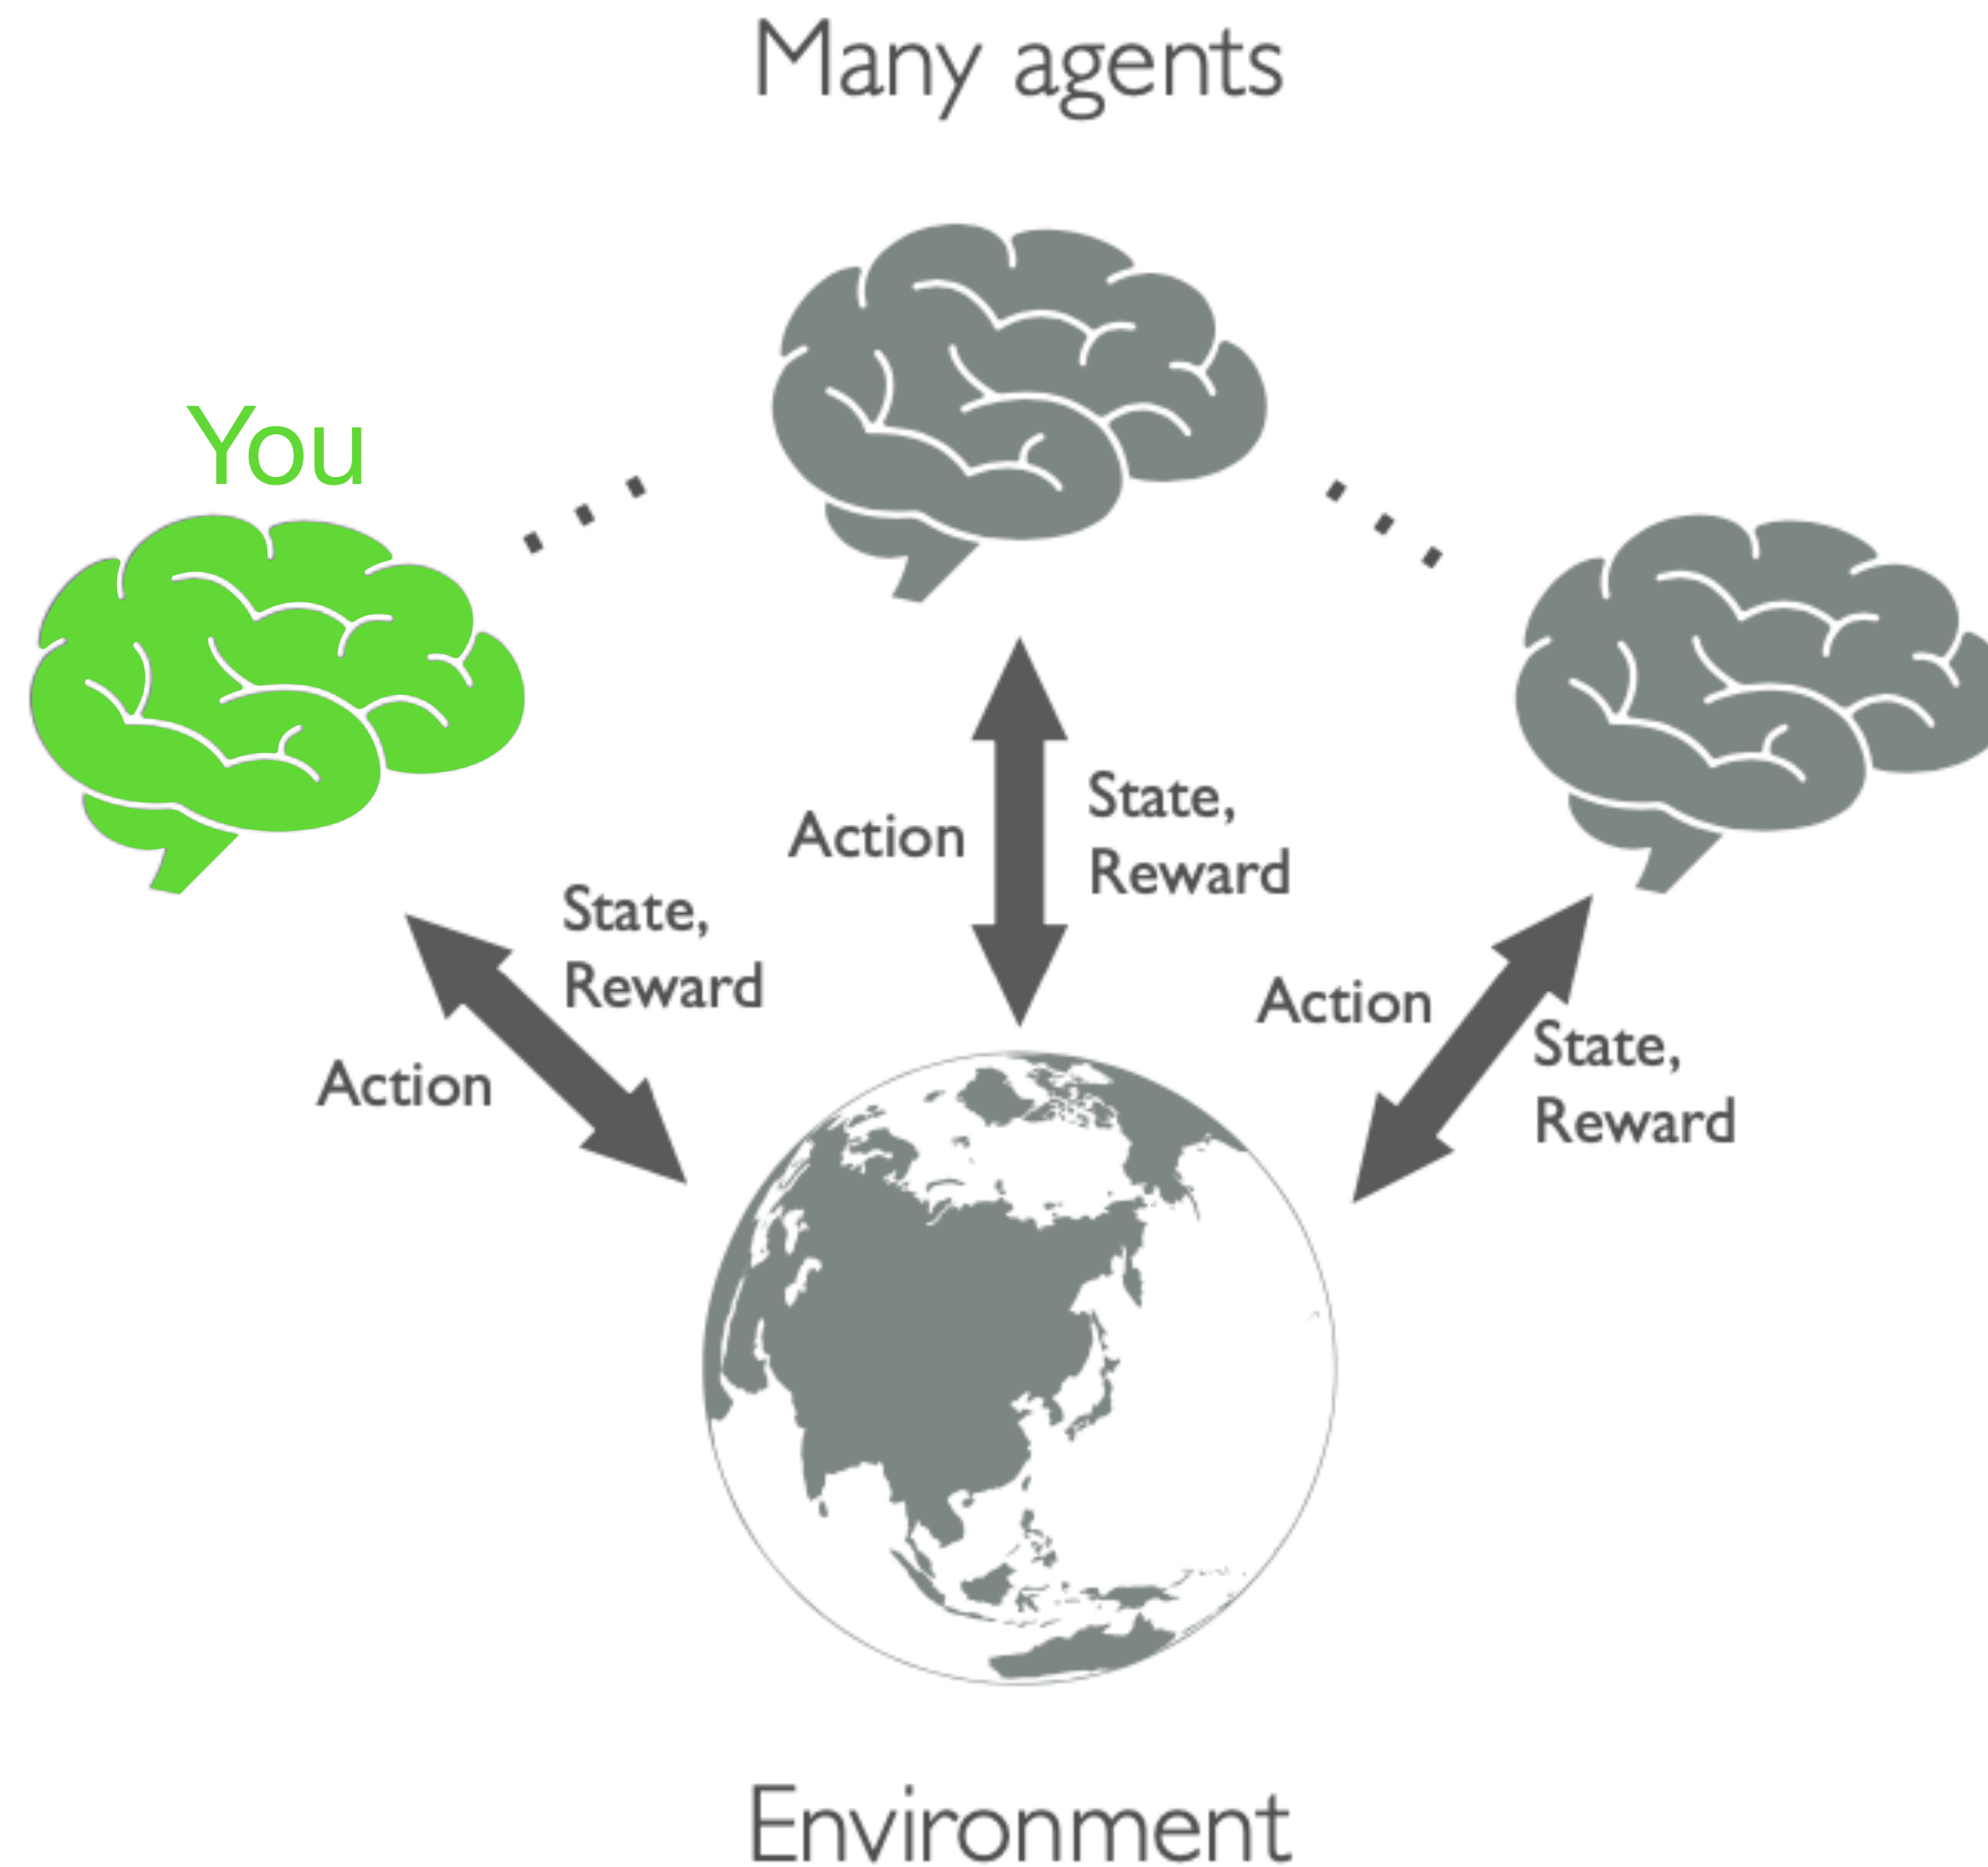 Many agents
You
Action
State,
Reward
State,
Reward
Action
Action
State,
Reward
Environment